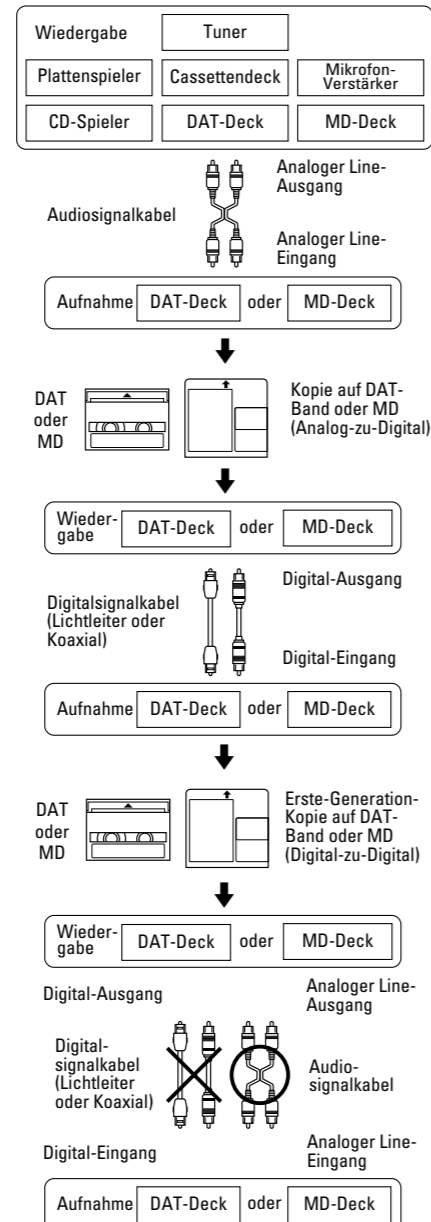 Wiedergabe
Tuner
Plattenspieler
Cassettendeck
Mikrofon-
Verstärker
CD-Spieler
DAT-Deck
MD-Deck
Analoger Line-
Ausgang
Audiosignalkabel
Analoger Line-
Eingang
Aufnahme DAT-Deck oder MD-Deck
DAT
oder
MD
Kopie auf DAT-
Band oder MD
(Analog-zu-Digital)
Wieder-
gabe
DAT-Deck oder MD-Deck
Digital-Ausgang
Digitalsignalkabel
(Lichtleiter oder
Koaxial)
Digital-Eingang
Aufnahme DAT-Deck oder MD-Deck
DAT
oder
MD
Erste-Generation-
Kopie auf DAT-
Band oder MD
(Digital-zu-Digital)
Wieder-
gabe
DAT-Deck oder MD-Deck
Digital-Ausgang
Analoger Line-
Ausgang
Digital-
signalkabel
(Lichtleiter
oder Koaxial)
Audio-
signalkabel
Digital-Eingang
Analoger Line-
Eingang
Aufnahme DAT-Deck oder MD-Deck